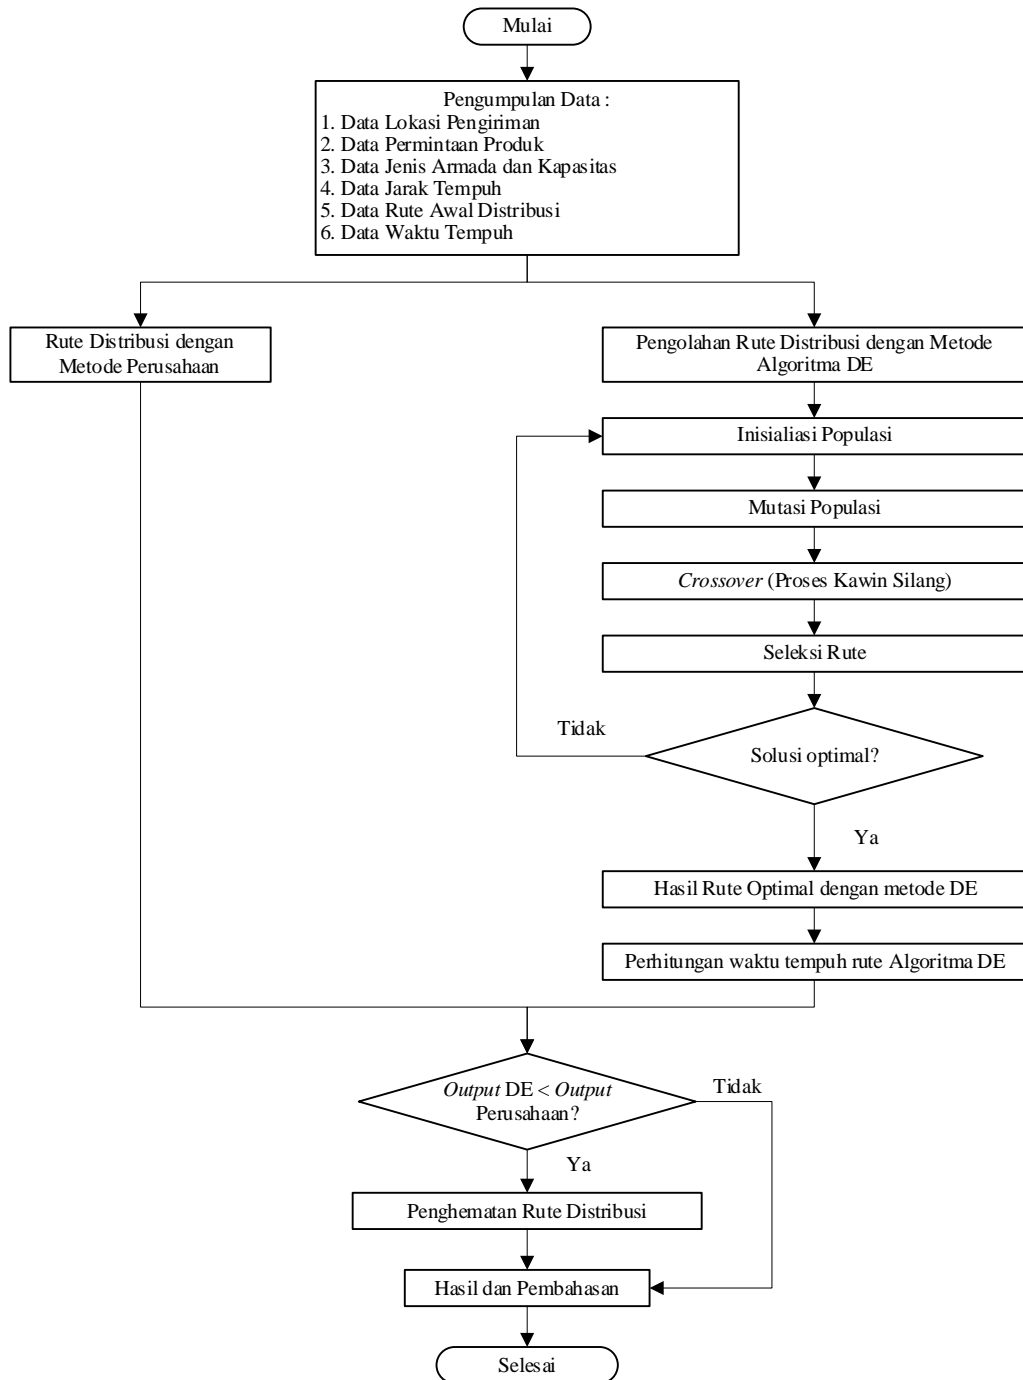 Mulai
Pengumpulan Data :
1. Data Lokasi Pengiriman
2. Data Permintaan Produk
3. Data Jenis Armada dan Kapasitas
4. Data Jarak Tempuh
5. Data Rute Awal Distribusi
6. Data Waktu Tempuh
Rute Distribusi dengan
Metode Perusahaan
Pengolahan Rute Distribusi dengan Metode
Algoritma DE
Inisialiasi Populasi
Mutasi Populasi
Crossover (Proses Kawin Silang)
Seleksi Rute
Tidak
Solusi optimal?
Ya
Hasil Rute Optimal dengan metode DE
Perhitungan waktu tempuh rute Algoritma DE
Output DE < Output
Perusahaan?
Tidak
Ya
Penghematan Rute Distribusi
Hasil dan Pembahasan
Selesai